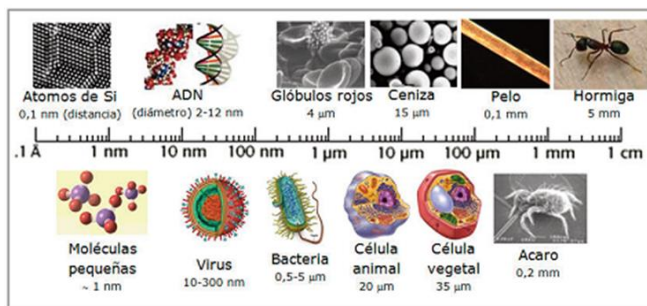 Atomos de Si
0,1 nm (distancia)
ADN
(diámetro) 2-12 nm
Glóbulos rojos
4 µm
Ceniza
15 µm
Pelo
0,1 mm
Hormiga
5 mm
.1 Å 1 nm 10 nm 100 nm 1 µm 10 µm 100 µm 1 mm 1 cm
Moléculas
pequeñas
~ 1 nm
Virus
10-300 nm
Bacteria
0,5-5 µm
Célula
animal
20 µm
Célula
vegetal
35 µm
Acaro
0,2 mm